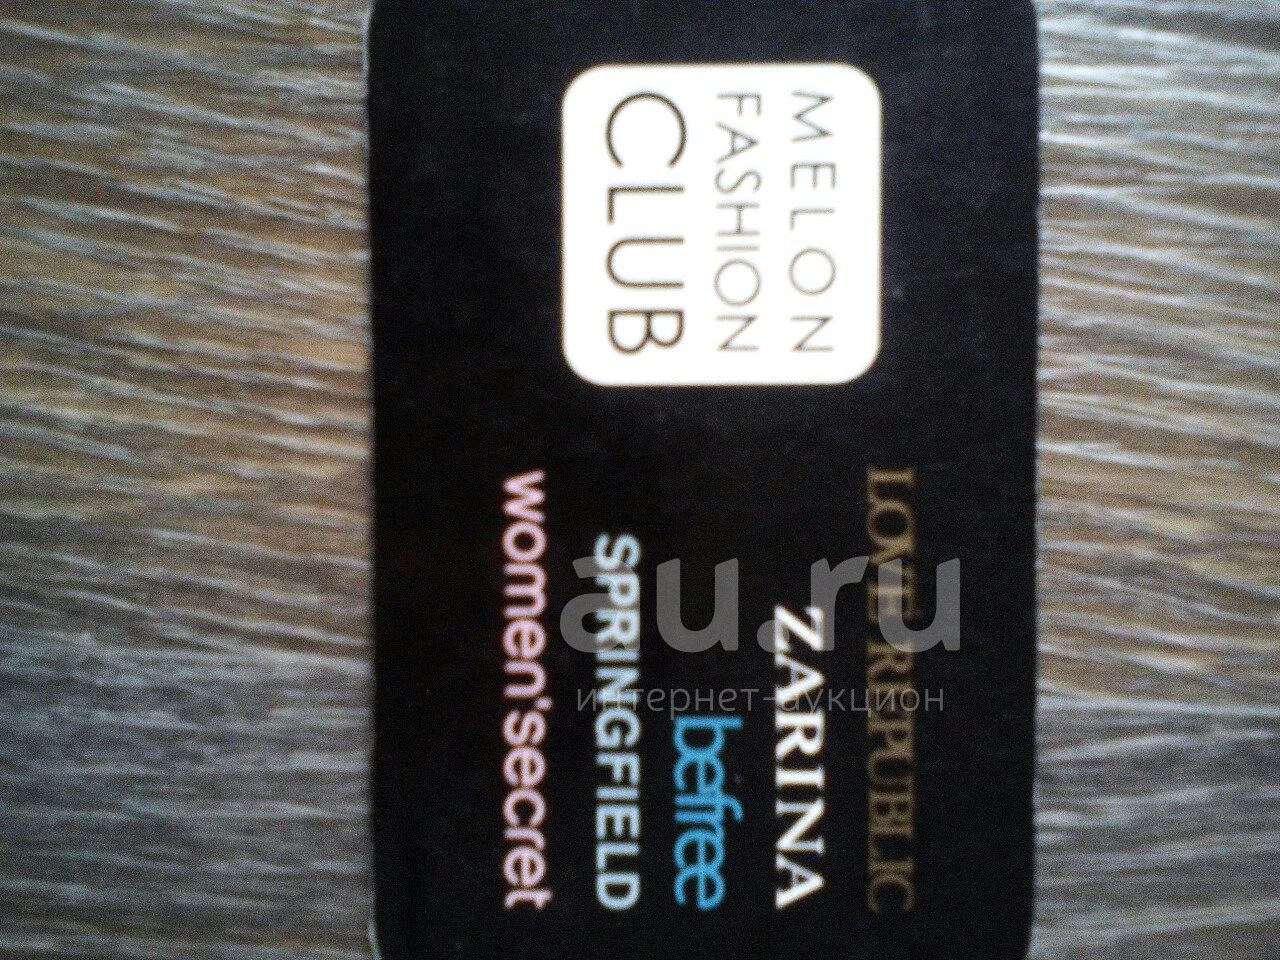 MELON
FASHION
CLUB
LOVE REPUBLIC
ZARINA
befree
SPRINGFIELD
women'secret
au.ru
интернет-аукцион